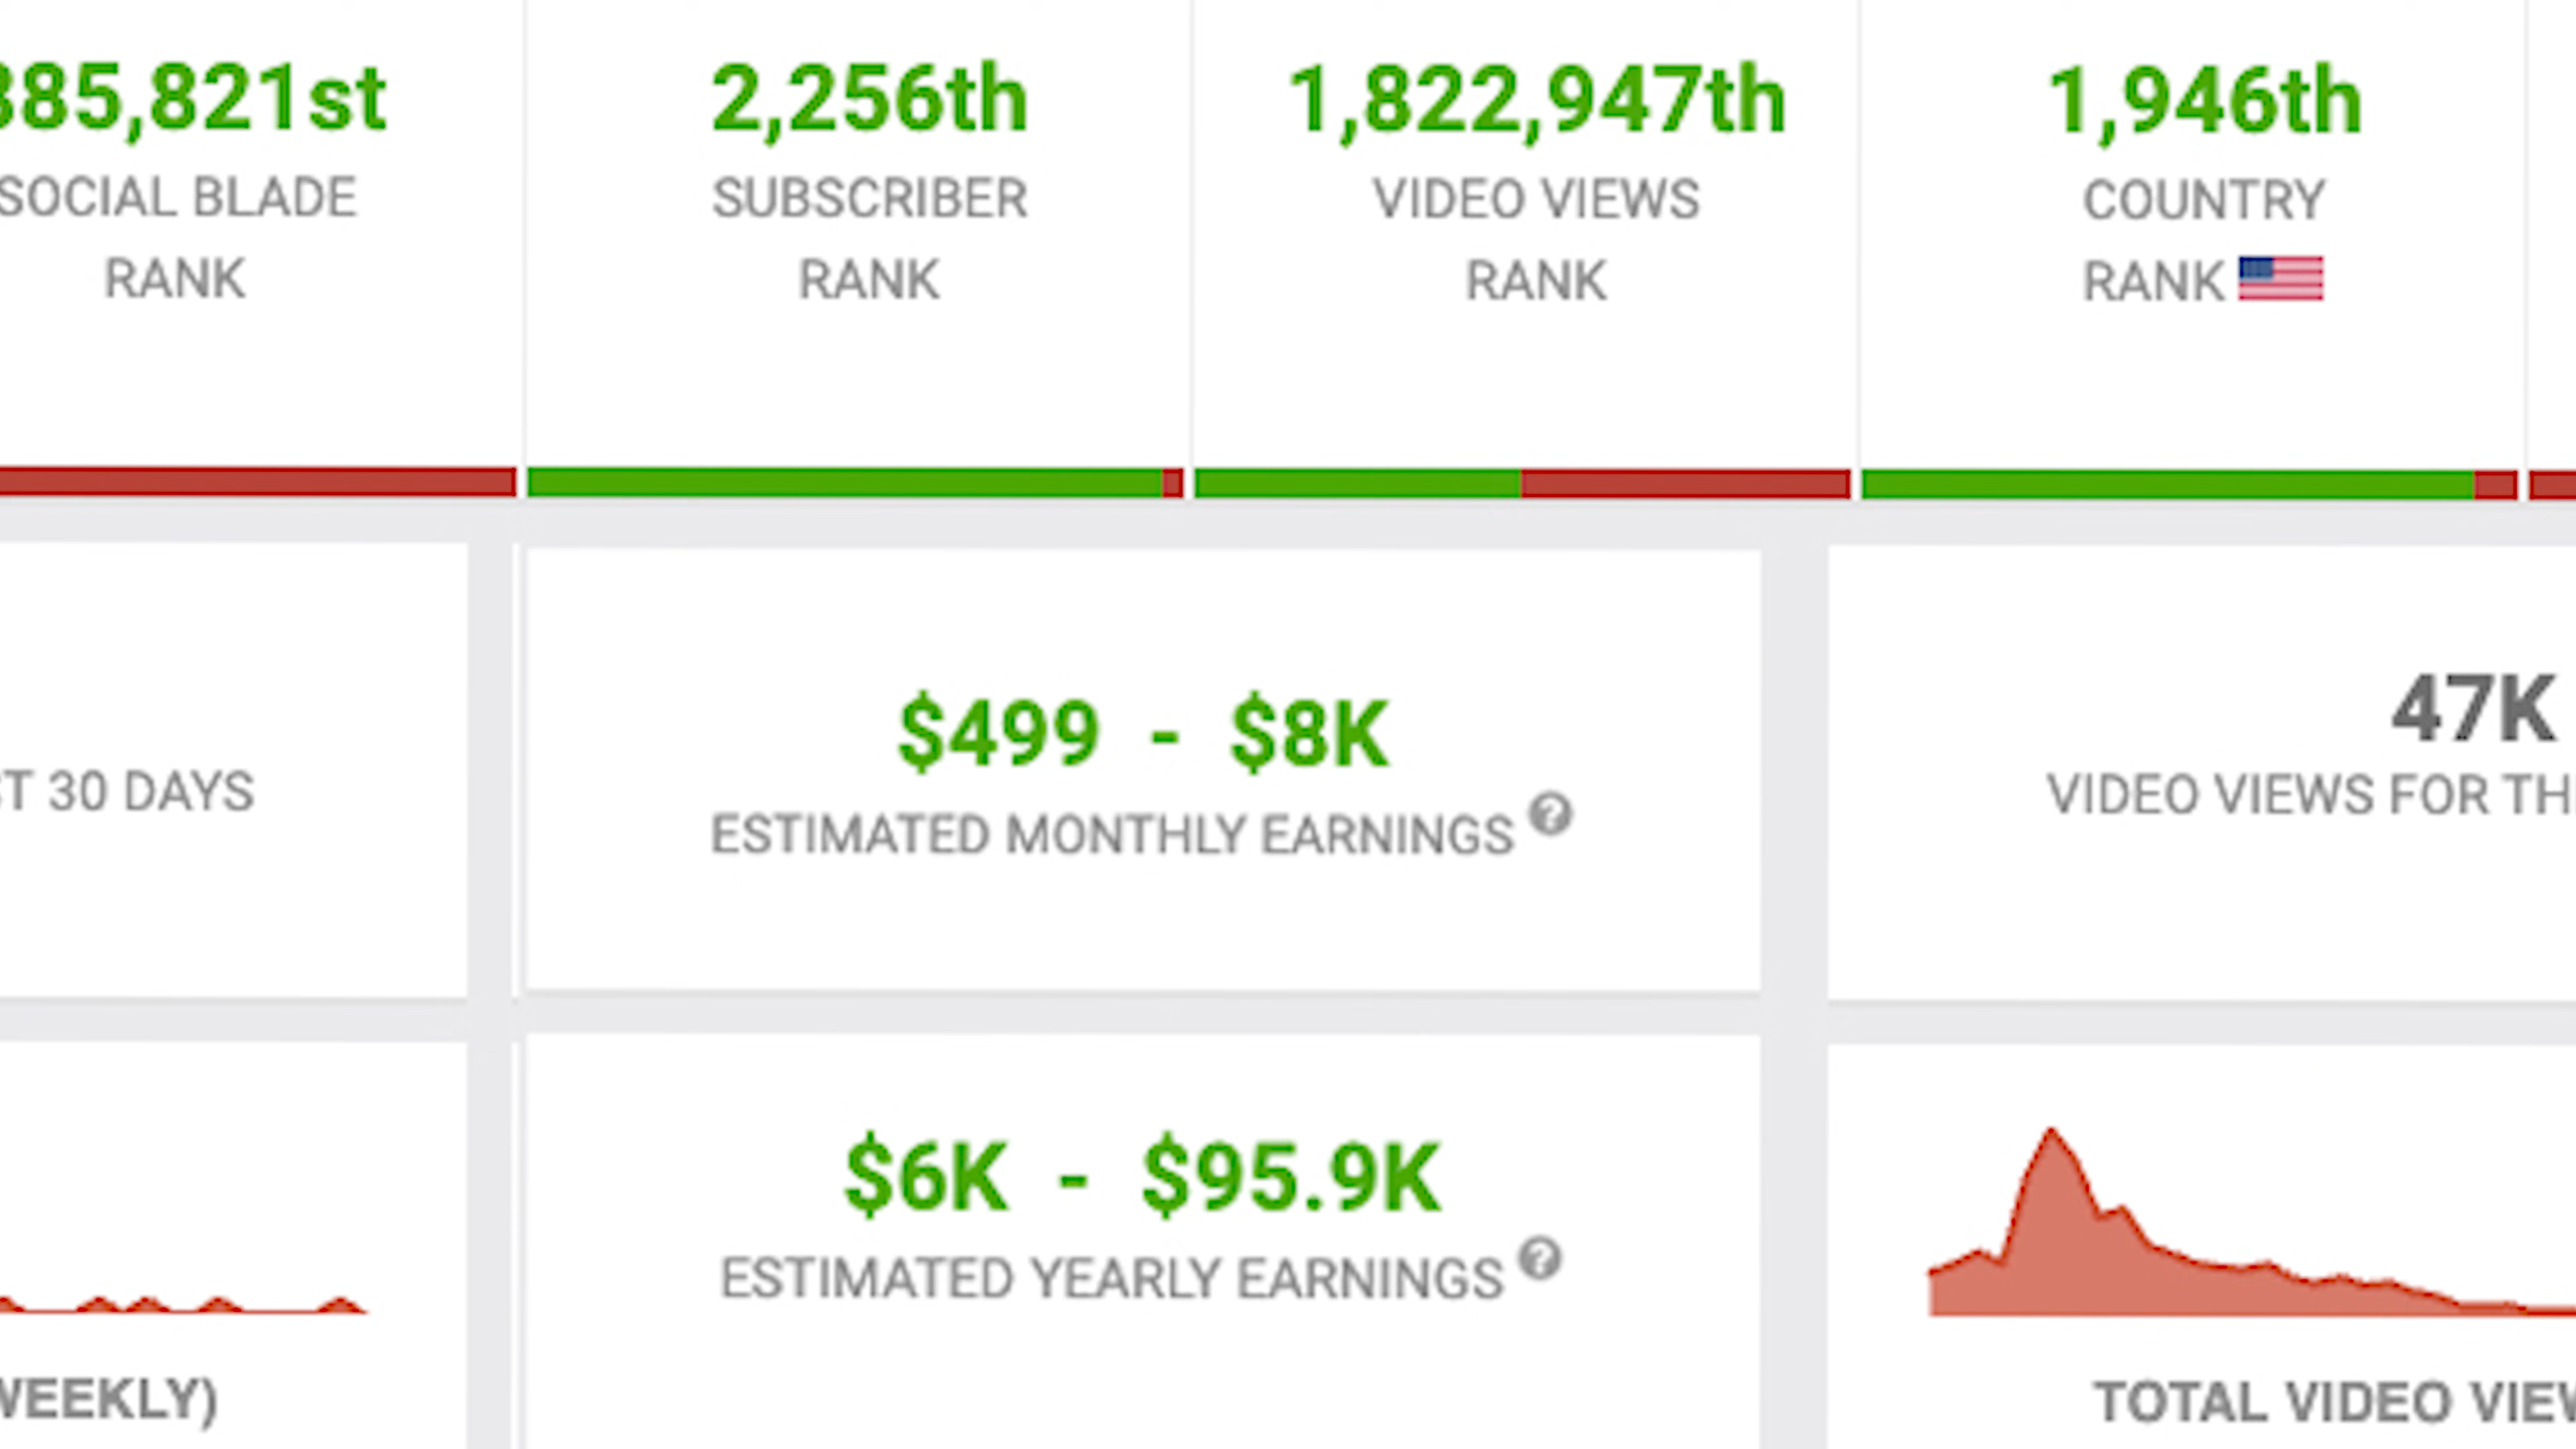 385,821st
SOCIAL BLADE
RANK
2,256th
SUBSCRIBER
RANK
1,822,947th
VIDEO VIEWS
RANK
1,946th
COUNTRY
RANK
T 30 DAYS
$499 - $8K
ESTIMATED MONTHLY EARNINGS ?
47K
VIDEO VIEWS FOR TH
$6K - $95.9K
ESTIMATED YEARLY EARNINGS ?
WEEKLY)
TOTAL VIDEO VIEW